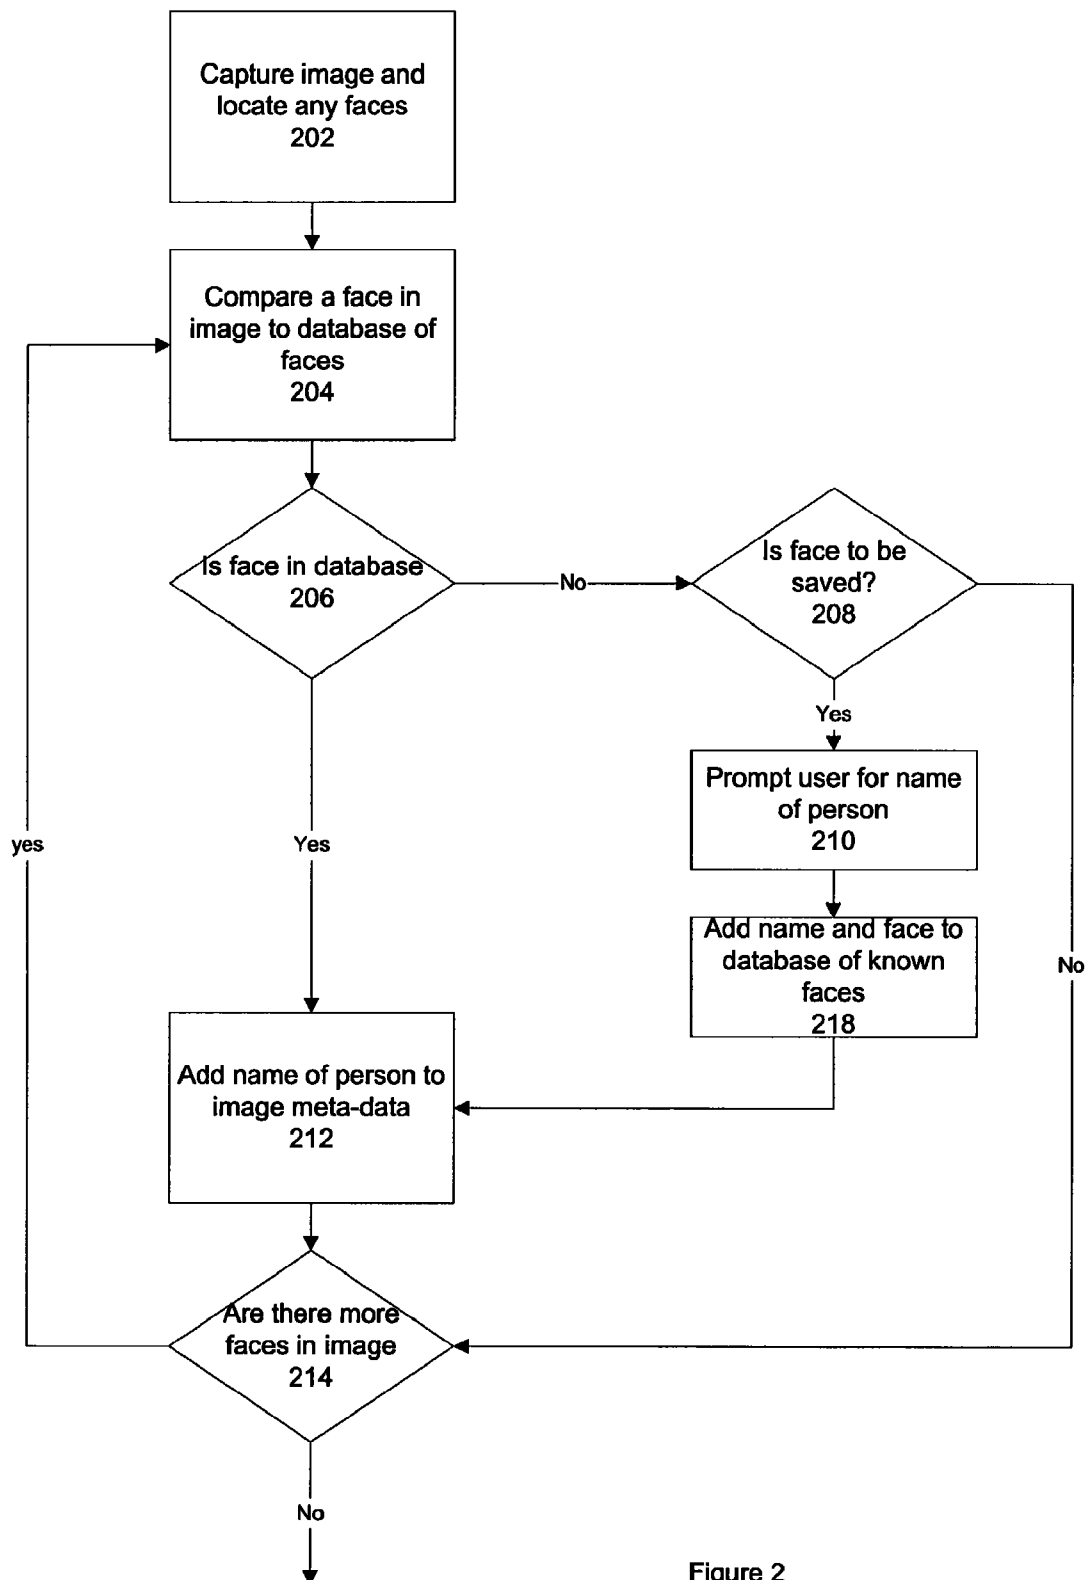 Capture image and
locate any faces
202
Compare a face in
image to database of
faces
204
Is face in database
206
No
Is face to be
saved?
208
Yes
Prompt user for name
of person
210
yes
Yes
Add name and face to
database of known
faces
218
No
Add name of person to
image meta-data
212
Are there more
faces in image
214
No
Figure 2